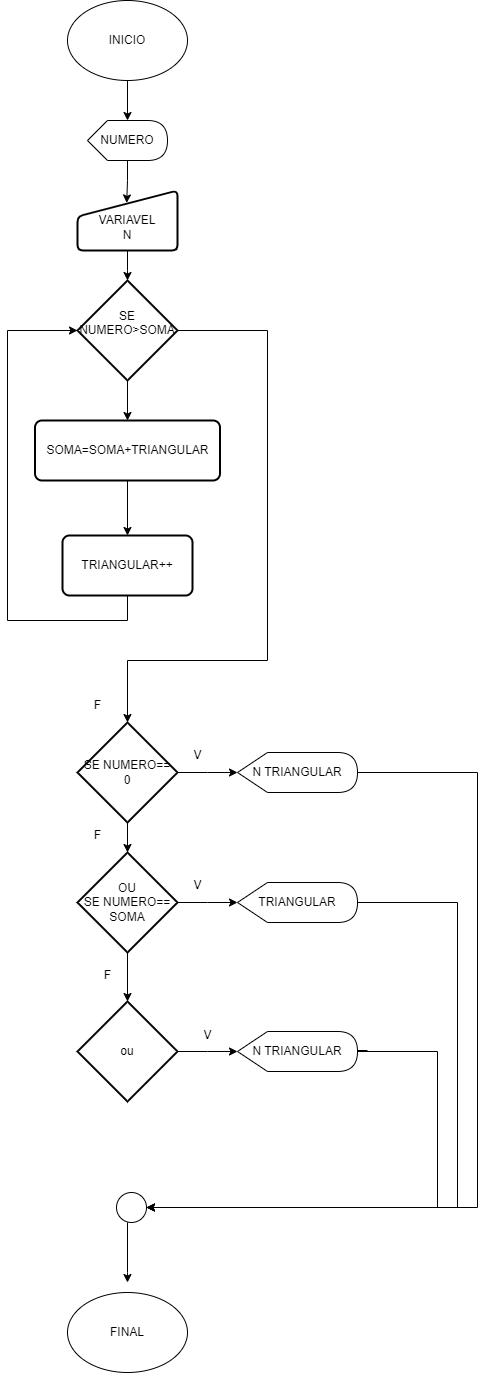 INICIO
NUMERO
VARIAVEL
N
SE
NUMERO>SOMA
SOMA=SOMA+TRIANGULAR
TRIANGULAR++
F
SE NUMERO==
0
V
N TRIANGULAR
F
OU
SE NUMERO==
SOMA
V
TRIANGULAR
F
ou
V
N TRIANGULAR
FINAL